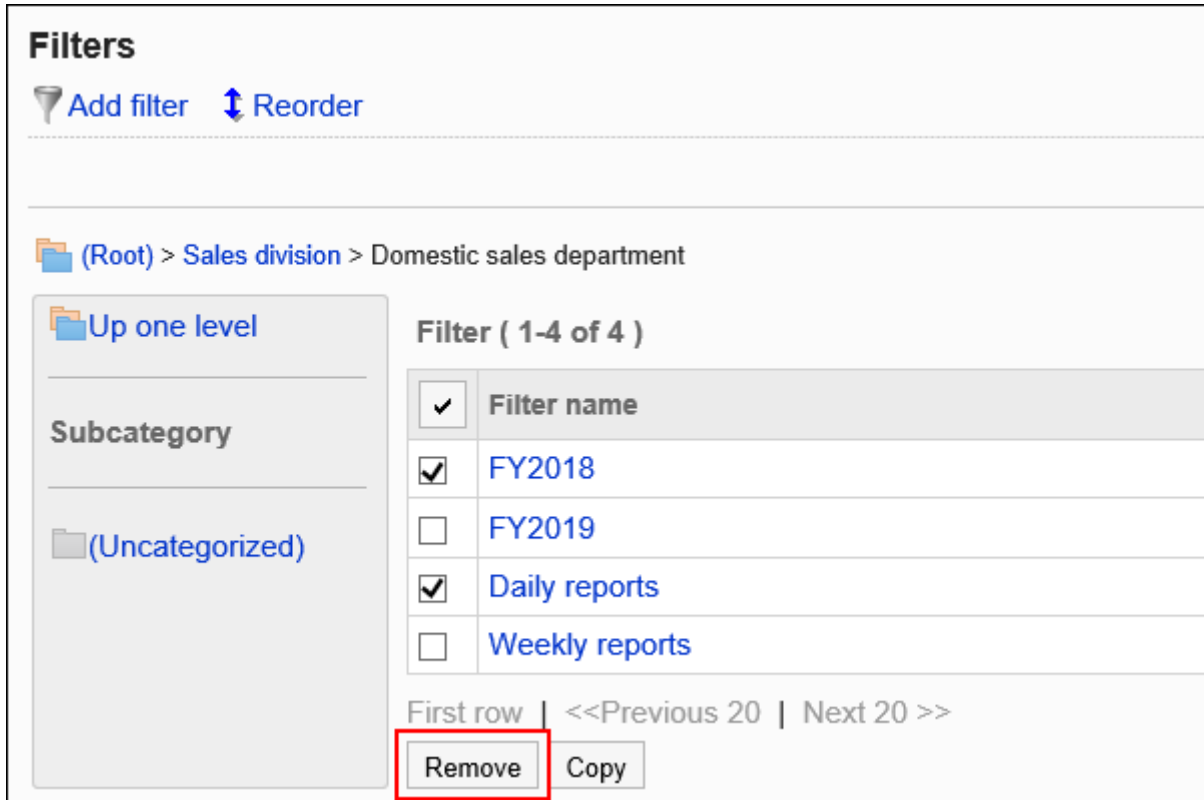 Filters
Add filter Reorder
(Root) > Sales division > Domestic sales department
Up one level
Subcategory
(Uncategorized)
Filter ( 1-4 of 4 )
Filter name
FY2018
FY2019
Daily reports
Weekly reports
First row | <<Previous 20 | Next 20 >>
Remove Copy